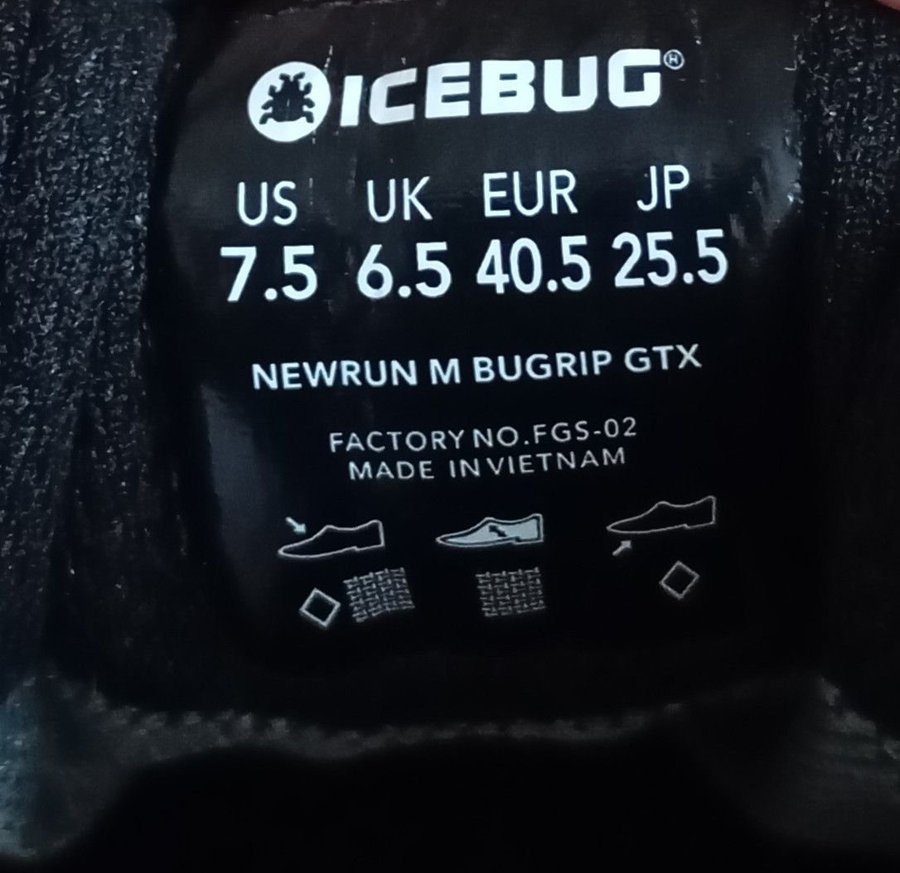 ICEBUG®
US UK EUR JP
7.5 6.5 40.5 25.5
NEWRUN M BUGRIP GTX
FACTORY NO.FGS-02
MADE IN VIETNAM